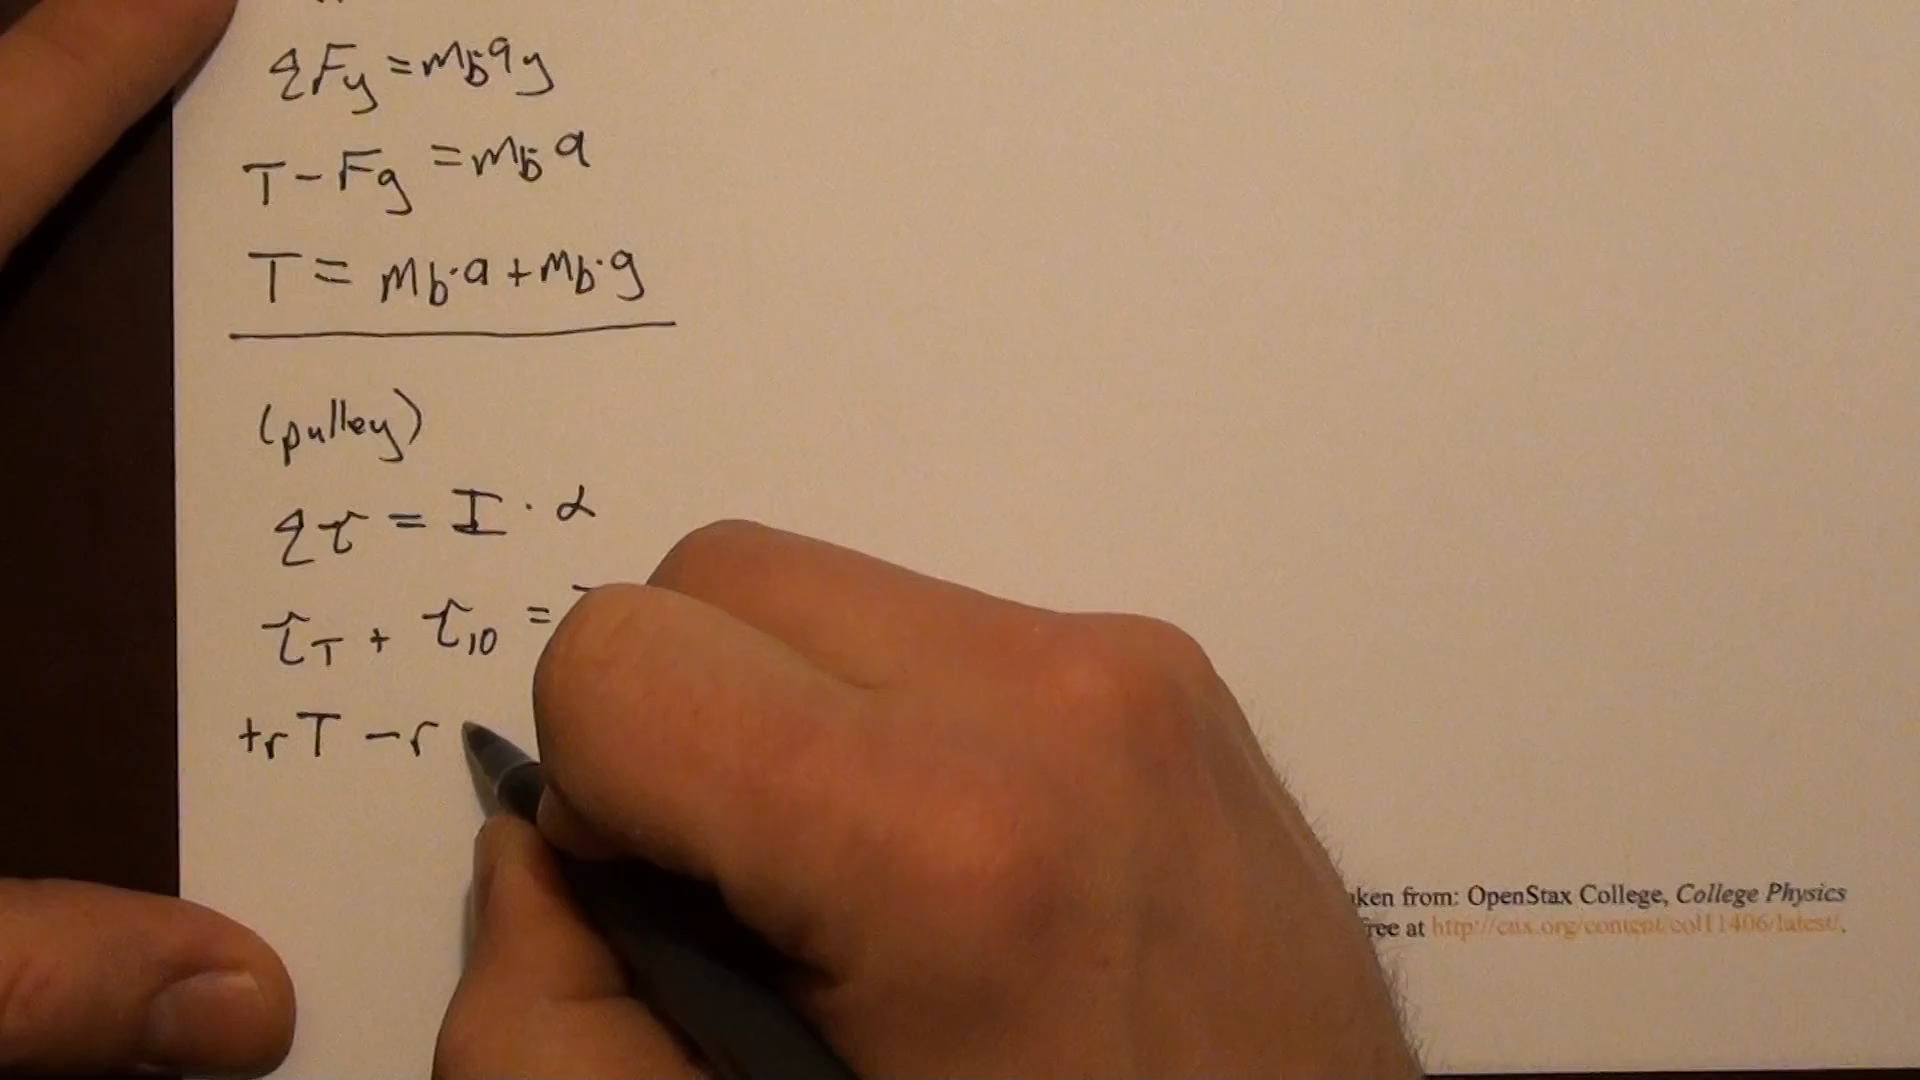 ΣFy = mb ay
T - Fg = mb a
T = mb·a + mb·g
(pulley)
Στ = I · α
τT + τ10 =
+rT - r
ken from: OpenStax College, College Physics
ree at http://cnx.org/content/col11406/latest/.